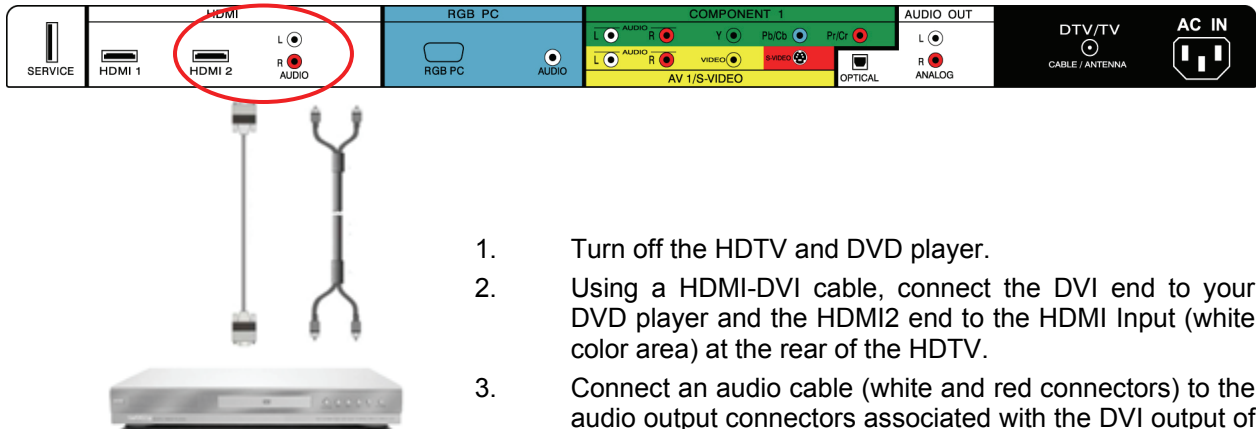 HDMI
RGB PC
COMPONENT 1
AUDIO OUT
L AUDIO R Y Pb/Cb Pr/Cr
L
R
AUDIO
L AUDIO R VIDEO S-VIDEO
L
R
DTV/TV
CABLE / ANTENNA
AC IN
SERVICE
HDMI 1
HDMI 2
RGB PC
AUDIO
AV 1/S-VIDEO
OPTICAL
ANALOG
1. Turn off the HDTV and DVD player.
2. Using a HDMI-DVI cable, connect the DVI end to your
DVD player and the HDMI2 end to the HDMI Input (white
color area) at the rear of the HDTV.
3. Connect an audio cable (white and red connectors) to the
audio output connectors associated with the DVI output of